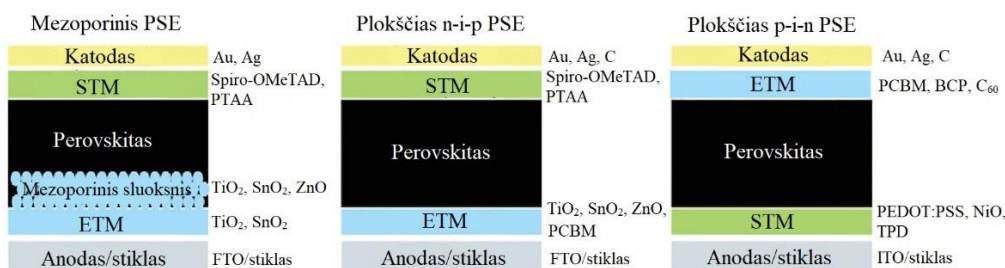 Mezoporinis PSE
Katodas
Au, Ag
STM
Spiro-OMeTAD,
PTAA
Perovskitas
Mezoporinis sluoksnis
TiO₂, SnO₂, ZnO
ETM
TiO₂, SnO₂
Anodas/stiklas
FTO/stiklas
Plokščias n-i-p PSE
Katodas
Au, Ag, C
STM
Spiro-OMeTAD,
PTAA
Perovskitas
ETM
TiO₂, SnO₂, ZnO,
PCBM
Anodas/stiklas
FTO/stiklas
Plokščias p-i-n PSE
Katodas
Au, Ag, C
ETM
PCBM, BCP, C₆₀
Perovskitas
STM
PEDOT:PSS, NiO,
TPD
Anodas/stiklas
ITO/stiklas